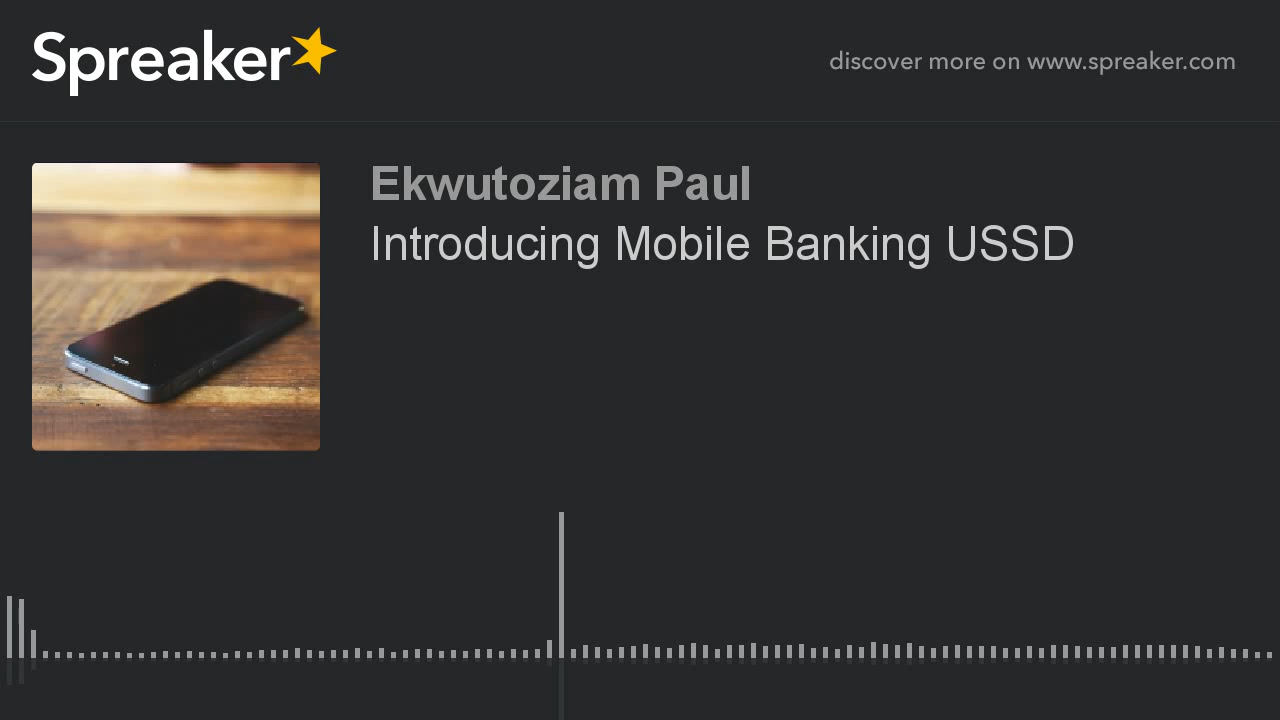 Spreaker
discover more on www.spreaker.com
Ekwutoziam Paul
Introducing Mobile Banking USSD